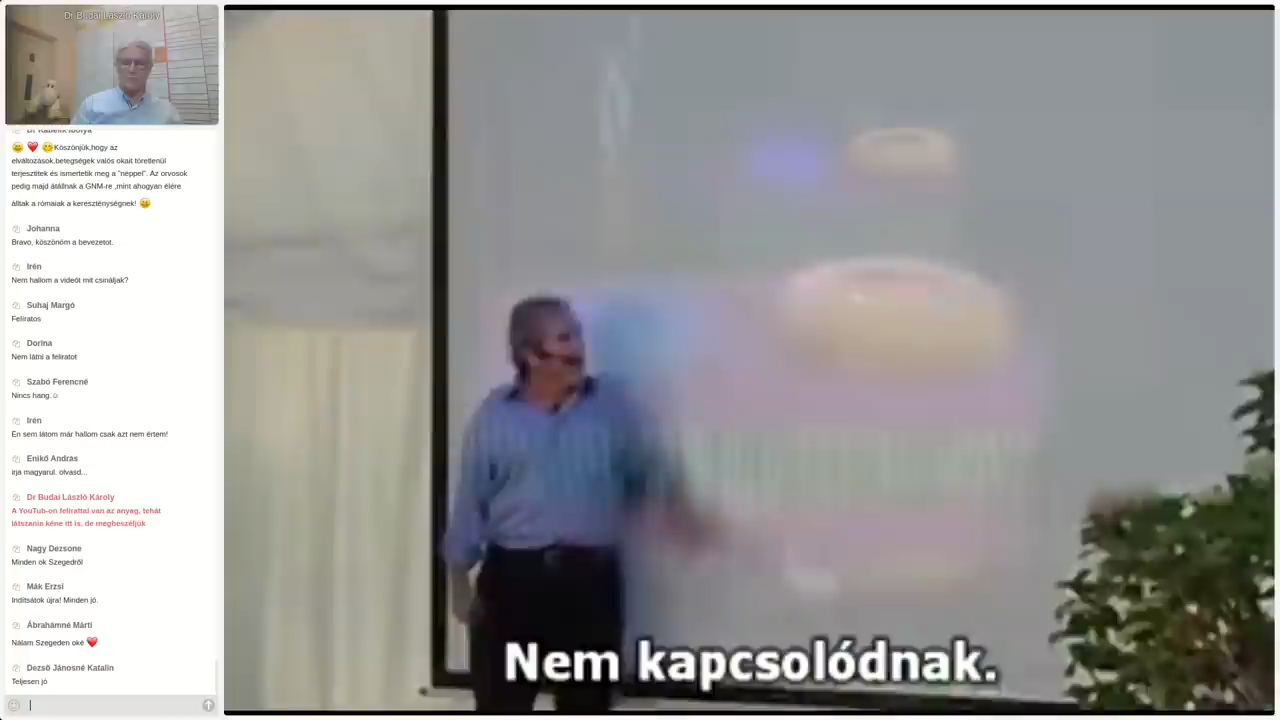 Dr Budai László Károly
Dr Kábelik Ibolya
Köszönjük,hogy az
elváltozások,betegségek valós okait töretlenül
terjesztitek és ismertetik meg a "néppel". Az orvosok
pedig majd átállnak a GNM-re ,mint ahogyan élére
álltak a rómaiak a kereszténységnek!
Johanna
Bravo, köszönöm a bevezetot.
Irén
Nem hallom a videót mit csináljak?
Suhaj Margó
Feliratos
Dorina
Nem látni a feliratot
Szabó Ferencné
Nincs hang.☺
Irén
Én sem látom már hallom csak azt nem értem!
Enikő András
irja magyarul. olvasd...
Dr Budai László Károly
A YouTub-on felirattal van az anyag, tehát
látszania kéne itt is, de megbeszéljük
Nagy Dezsone
Minden ok Szegedről
Mák Erzsi
Indítsátok újra! Minden jó.
Ábrahámné Márti
Nálam Szegeden oké
Dezső Jánosné Katalin
Teljesen jó
Nem kapcsolódnak.